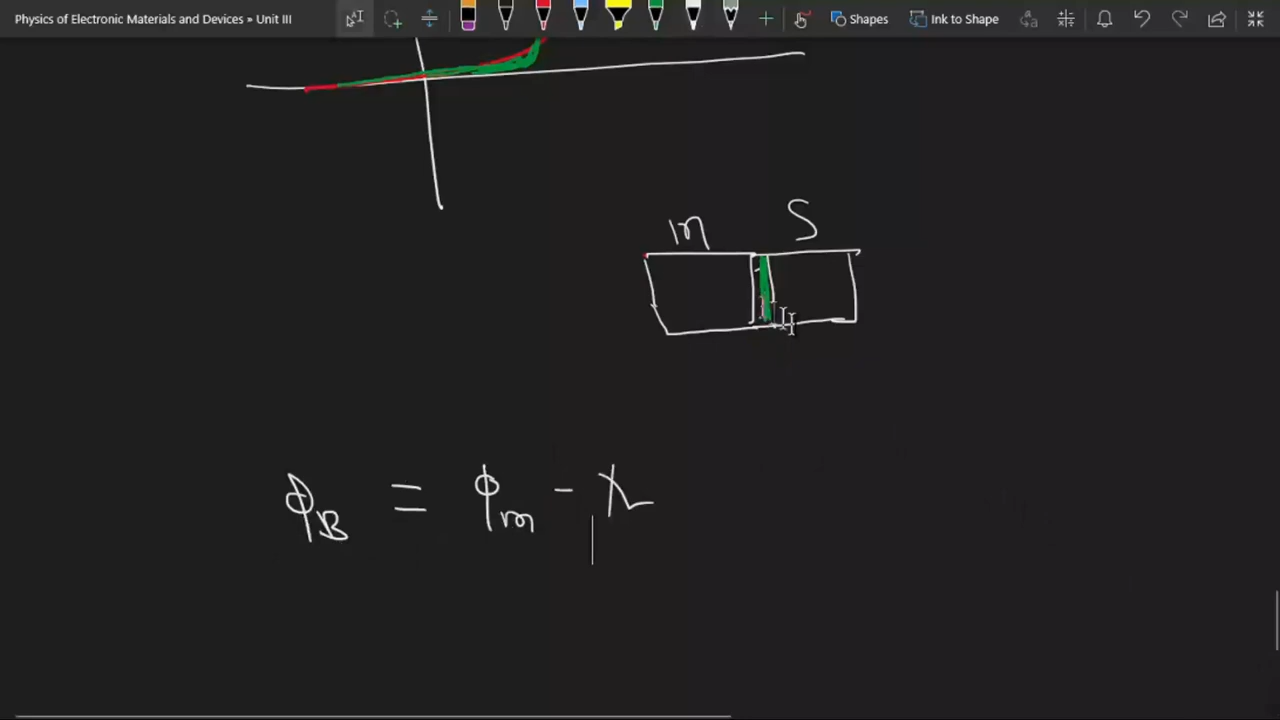 Physics of Electronic Materials and Devices » Unit III
Shapes
Ink to Shape
m S
ϕB = ϕm - χ